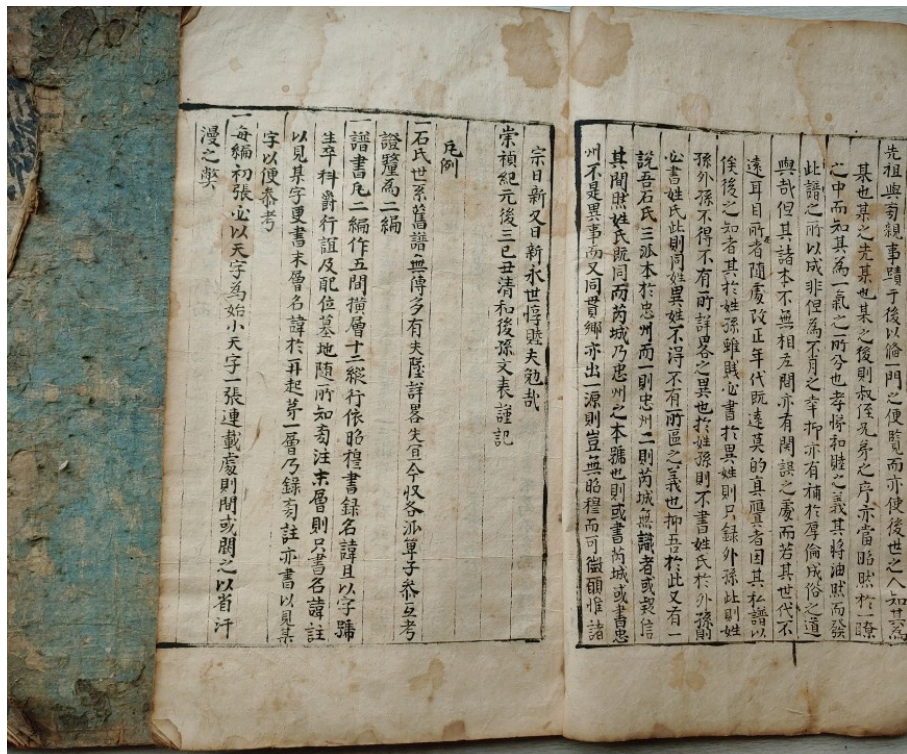 先祖與旁親事蹟于後以備一門之便覧而亦使後世之人知其爲
某也某之先某也某之後則叔侄兄弟之序亦當昭然於一瞭
之中而知其爲一氣之所分也孝悌和睦之義其將油然而發
此譜之所以成非但爲不肖之幸抑亦有補於厚倫成俗之道
與哉但其諸本不無相左間亦有闕誤之處而若其世代不
遠耳目所者隨處改正年代旣遠莫的真贗者因其私譜以
俟後之知者其於姓孫雖賤必書於異姓則只錄外孫此則姓
孫外孫不得不有一所詳畧之異也於姓孫則不書姓氏於外孫則
必書姓氏此則同姓異姓不得不有所區之義也抑吾於此又有一
說吾石氏三派本於忠州而一則忠州二則芮城無識者或疑信
其間然姓氏旣同而芮城乃忠州之本號也則或書芮城或書忠
州不是異事而又同貫鄕亦出一源則豈無昭穆而可徵願惟諸
宗日新又日新永世惇睦夫勉哉
崇禎紀元後三己丑清和後孫文表謹記
凡例
一石氏世系舊譜無傳多有失墜詳畧失宜今收各派單子叅互考
證釐爲二編
一譜書凡二編作五間橫層十二縱行依昭穆書錄名諱且以字號
生卒科爵行誼及配位墓地隨所知旁注末層則只書名諱註
以見某字更書末層名諱於再起第一層乃錄旁註亦書以見某
字以便叅考
一每編初張必以天字爲始小天字一張連載處則間或闕之以省汗
漫之弊